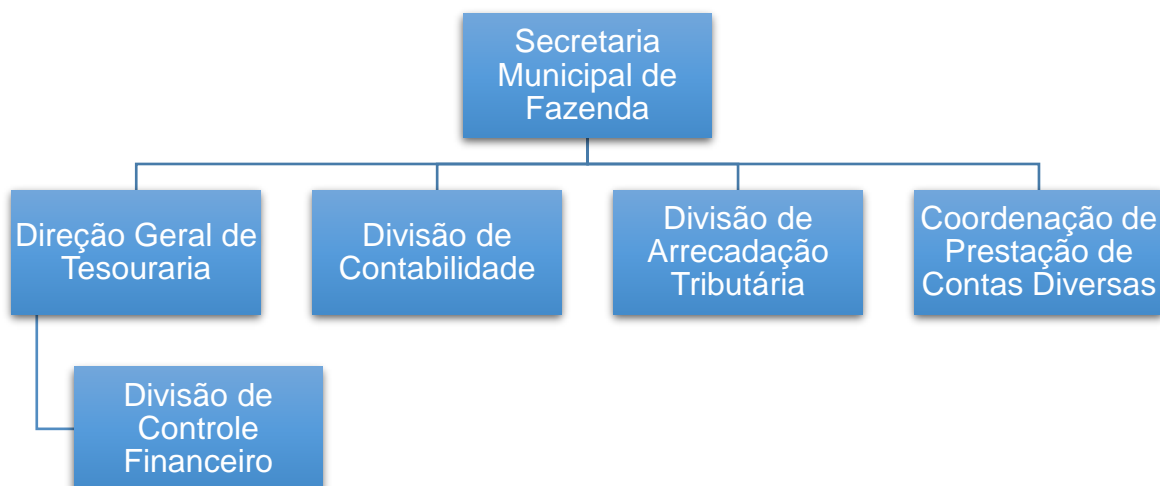 Secretaria
Municipal de
Fazenda
Direção Geral de
Tesouraria
Divisão de
Contabilidade
Divisão de
Arrecadação
Tributária
Coordenação de
Prestação de
Contas Diversas
Divisão de
Controle
Financeiro